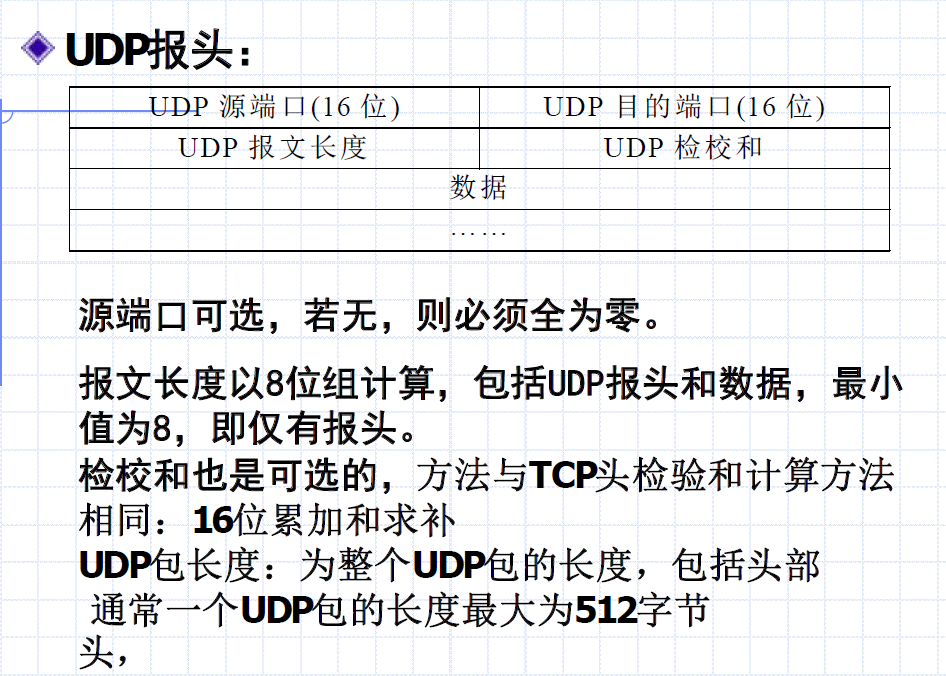 UDP报头：
UDP 源端口(16 位) UDP 目的端口(16 位)
UDP 报文长度 UDP 检校和
数据
……
源端口可选，若无，则必须全为零。
报文长度以8位组计算，包括UDP报头和数据，最小
值为8，即仅有报头。
检校和也是可选的，方法与TCP头检验和计算方法
相同：16位累加和求补
UDP包长度：为整个UDP包的长度，包括头部
通常一个UDP包的长度最大为512字节
头，